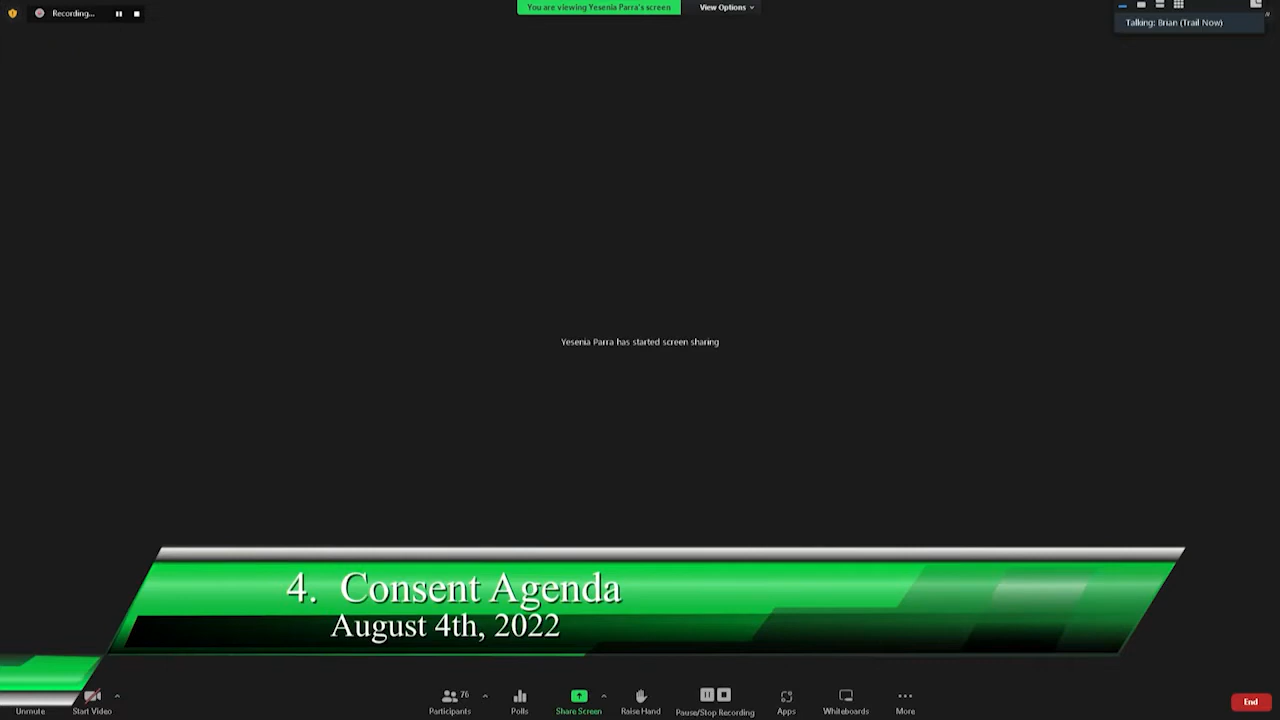 Recording...
You are viewing Yesenia Parra's screen
View Options
Talking: Brian (Trail Now)
Yesenia Parra has started screen sharing
4. Consent Agenda
August 4th, 2022
Unmute
Start Video
Participants
76
Polls
Share Screen
Raise Hand
Pause/Stop Recording
Apps
Whiteboards
More
End